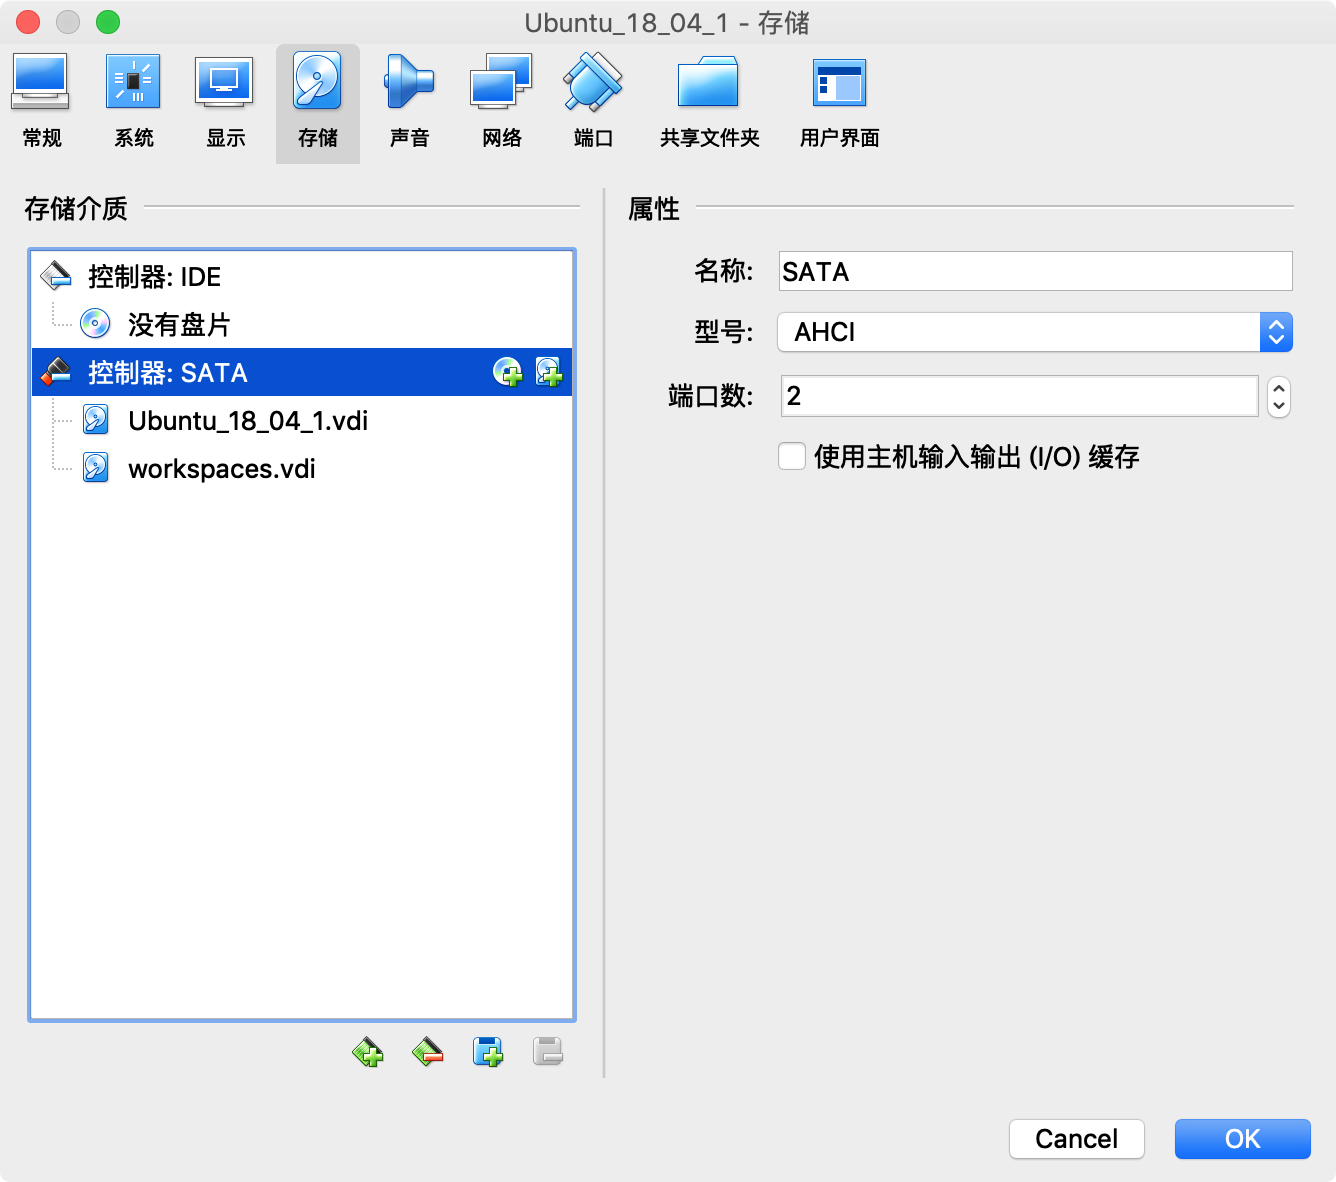 Ubuntu_18_04_1 - 存储
常规 系统 显示 存储 声音 网络 端口 共享文件夹 用户界面
存储介质
控制器: IDE
没有盘片
控制器: SATA
Ubuntu_18_04_1.vdi
workspaces.vdi
属性
名称: SATA
型号: AHCI
端口数: 2
使用主机输入输出 (I/O) 缓存
Cancel OK